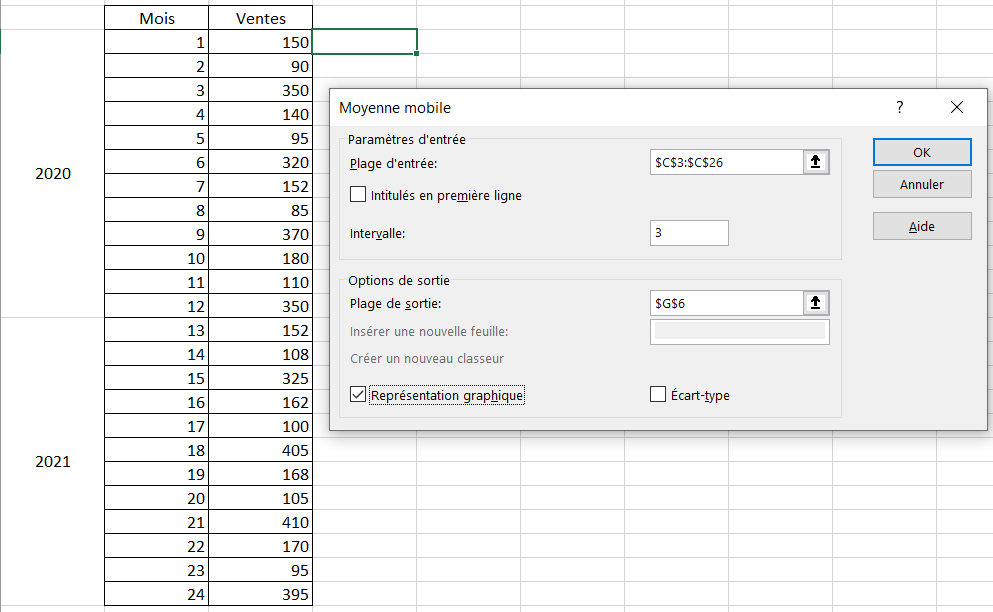 Mois Ventes
1 150
2 90
3 350
4 140
5 95
2020 6 320
7 152
8 85
9 370
10 180
11 110
12 350
13 152
14 108
15 325
16 162
17 100
2021 18 405
19 168
20 105
21 410
22 170
23 95
24 395
Moyenne mobile ?
Paramètres d'entrée
Plage d'entrée: $C$3:$C$26
Intitulés en première ligne
Intervalle: 3
Options de sortie
Plage de sortie: $G$6
Insérer une nouvelle feuille:
Créer un nouveau classeur
Représentation graphique Écart-type
OK
Annuler
Aide